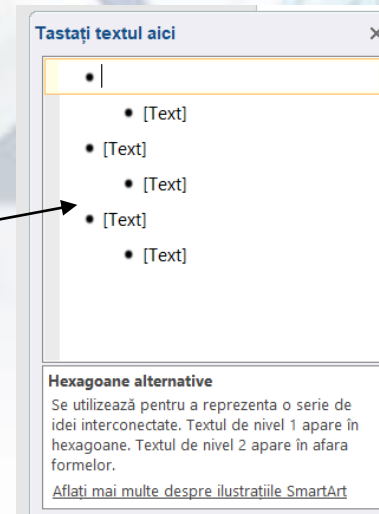 Tastați textul aici
[Text]
[Text]
[Text]
[Text]
[Text]
Hexagoane alternative
Se utilizează pentru a reprezenta o serie de
idei interconectate. Textul de nivel 1 apare în
hexagoane. Textul de nivel 2 apare în afara
formelor.
Aflați mai multe despre ilustrațiile SmartArt